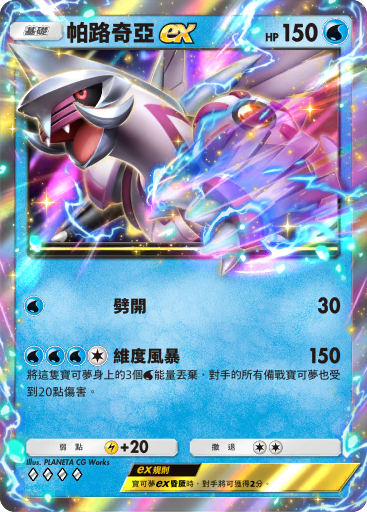 基礎 帕路奇亞ex HP 150
劈開 30
維度風暴 150
將這隻寶可夢身上的3個能量丟棄,對手的所有備戰寶可夢也受
到20點傷害。
弱點 +20 撤退
Illus. PLANETA CG Works
ex規則
寶可夢ex昏厥時,對手將可獲得2分。